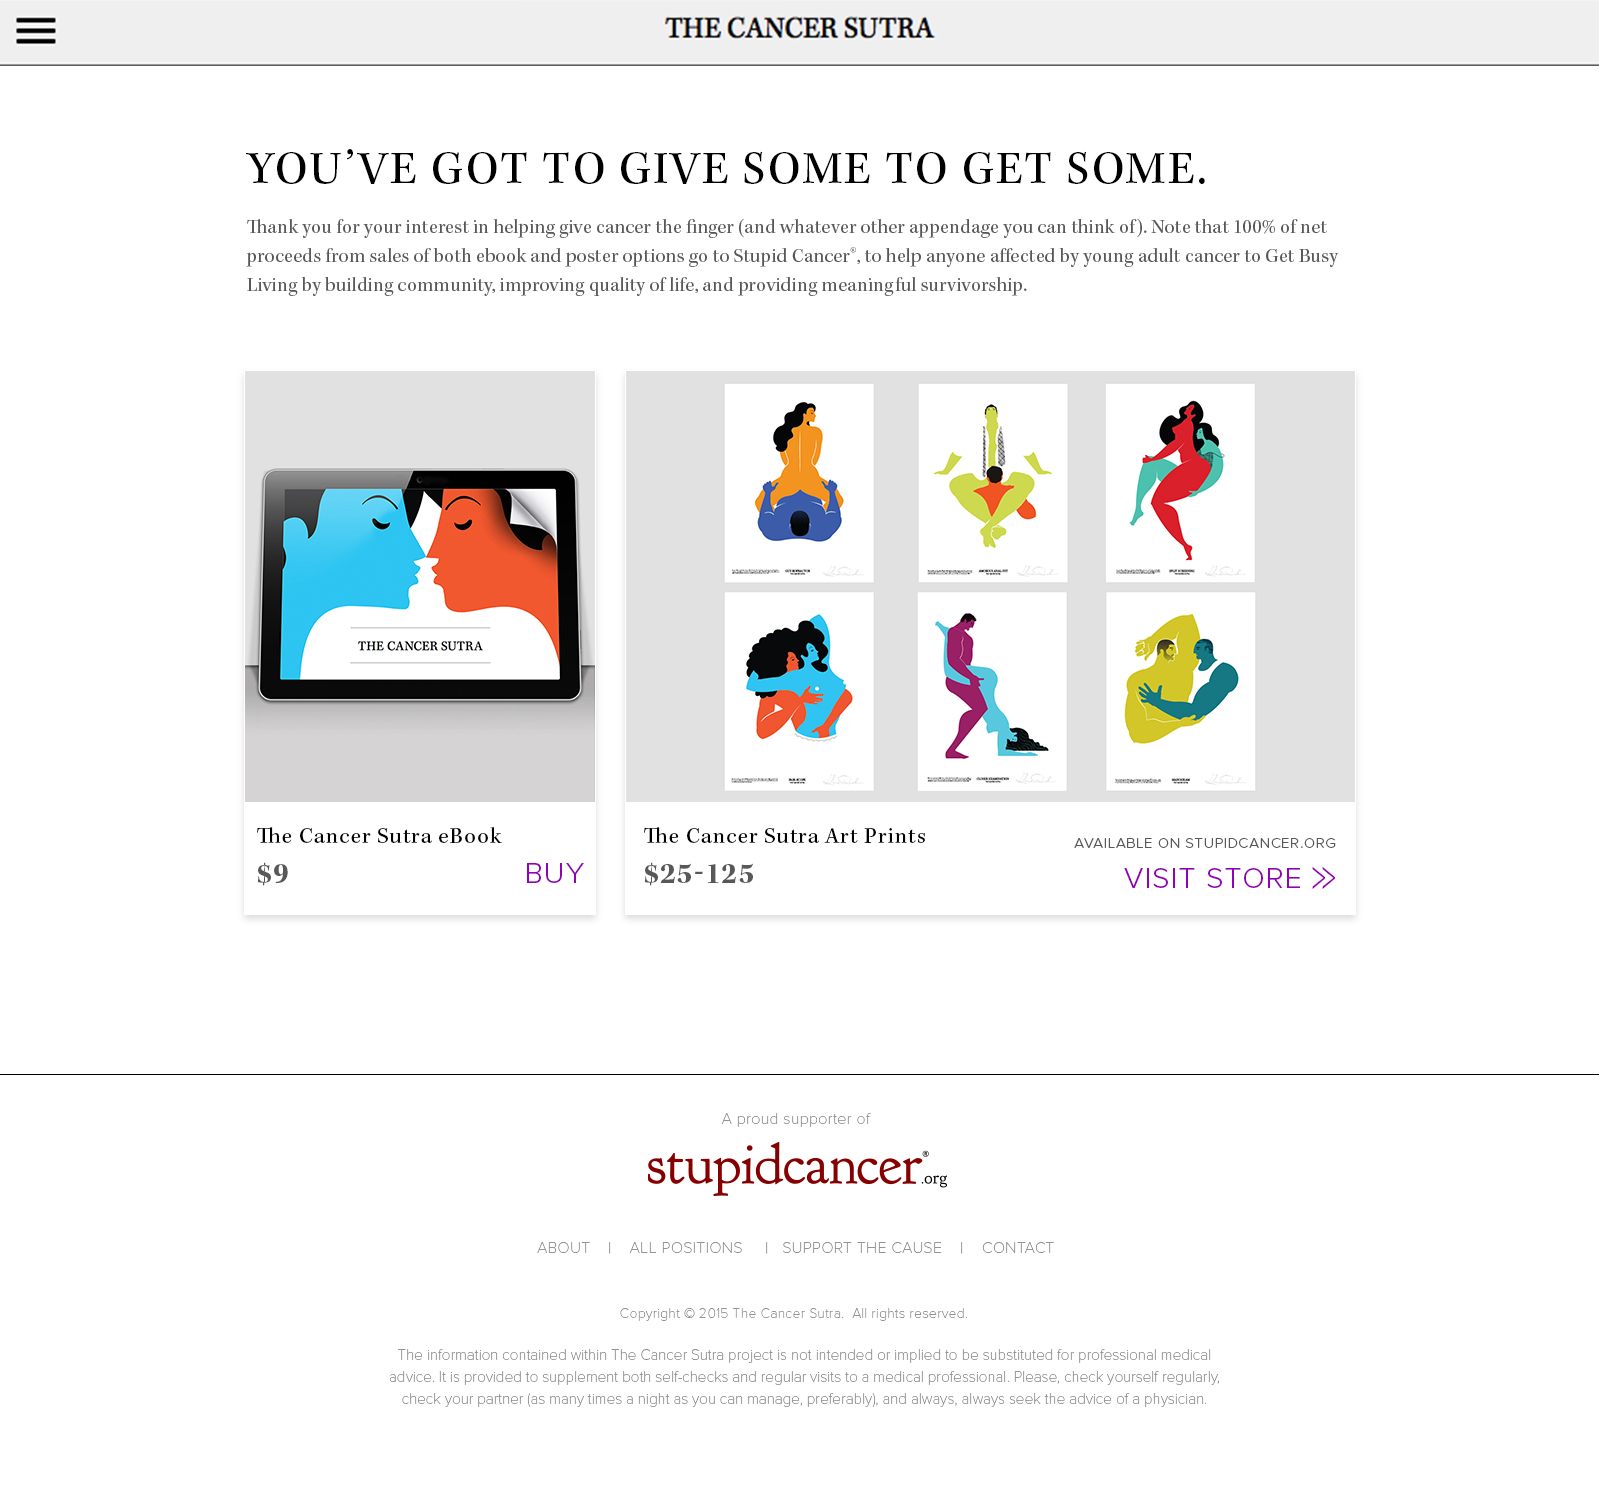 THE CANCER SUTRA
YOU’VE GOT TO GIVE SOME TO GET SOME.
Thank you for your interest in helping give cancer the finger (and whatever other appendage you can think of). Note that 100% of net
proceeds from sales of both ebook and poster options go to Stupid Cancer®, to help anyone affected by young adult cancer to Get Busy
Living by building community, improving quality of life, and providing meaningful survivorship.
THE CANCER SUTRA
The Cancer Sutra eBook
$9
BUY
The Cancer Sutra Art Prints
$25-125
AVAILABLE ON STUPIDCANCER.ORG
VISIT STORE >>
A proud supporter of
stupidcancer®.org
ABOUT | ALL POSITIONS | SUPPORT THE CAUSE | CONTACT
Copyright © 2015 The Cancer Sutra. All rights reserved.
The information contained within The Cancer Sutra project is not intended or implied to be substituted for professional medical
advice. It is provided to supplement both self-checks and regular visits to a medical professional. Please, check yourself regularly,
check your partner (as many times a night as you can manage, preferably), and always, always seek the advice of a physician.